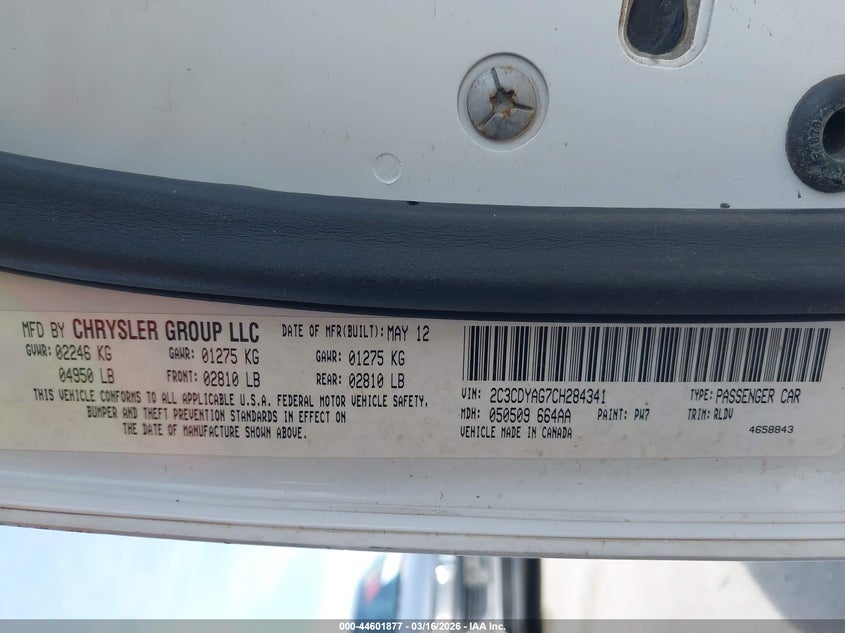 MFD BY CHRYSLER GROUP LLC DATE OF MFR(BUILT): MAY 12
GVWR: 02246 KG GAWR: 01275 KG GAWR: 01275 KG
04950 LB FRONT: 02810 LB REAR: 02810 LB
THIS VEHICLE CONFORMS TO ALL APPLICABLE U.S.A. FEDERAL MOTOR VEHICLE SAFETY,
BUMPER AND THEFT PREVENTION STANDARDS IN EFFECT ON
THE DATE OF MANUFACTURE SHOWN ABOVE.
VIN: 2C3CDYAG7CH284341 TYPE: PASSENGER CAR
MDH: 050509 664AA PAINT: PW7 TRIM: RLDV
VEHICLE MADE IN CANADA 4658843
000-44601877 - 03/16/2026 - IAA Inc.